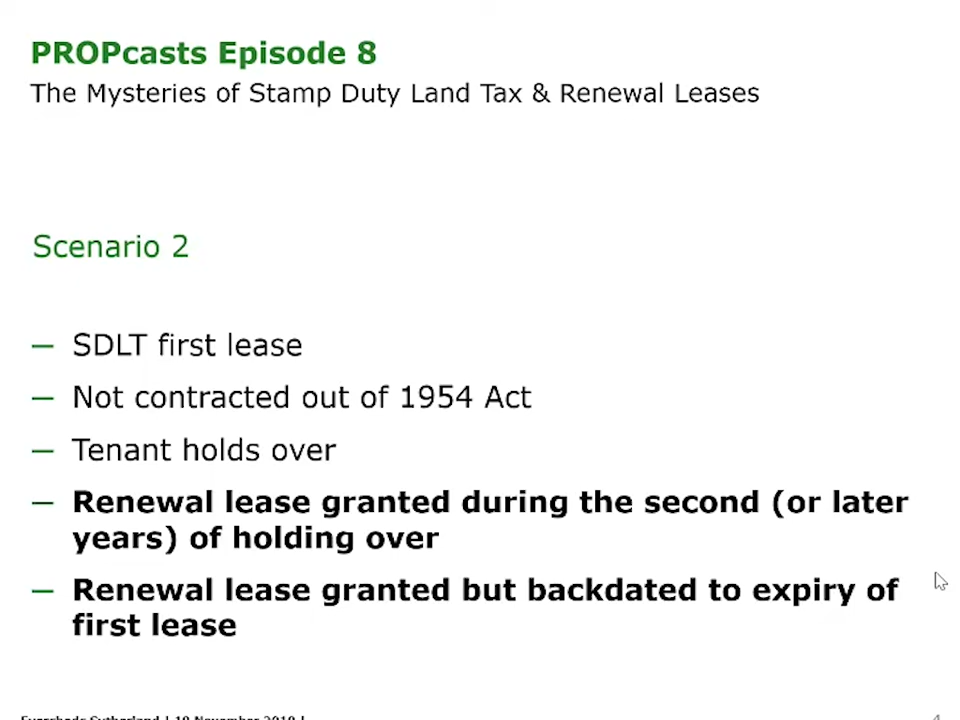 PROPcasts Episode 8
The Mysteries of Stamp Duty Land Tax & Renewal Leases
Scenario 2
— SDLT first lease
— Not contracted out of 1954 Act
— Tenant holds over
— Renewal lease granted during the second (or later
years) of holding over
— Renewal lease granted but backdated to expiry of
first lease
Eversheds Sutherland |